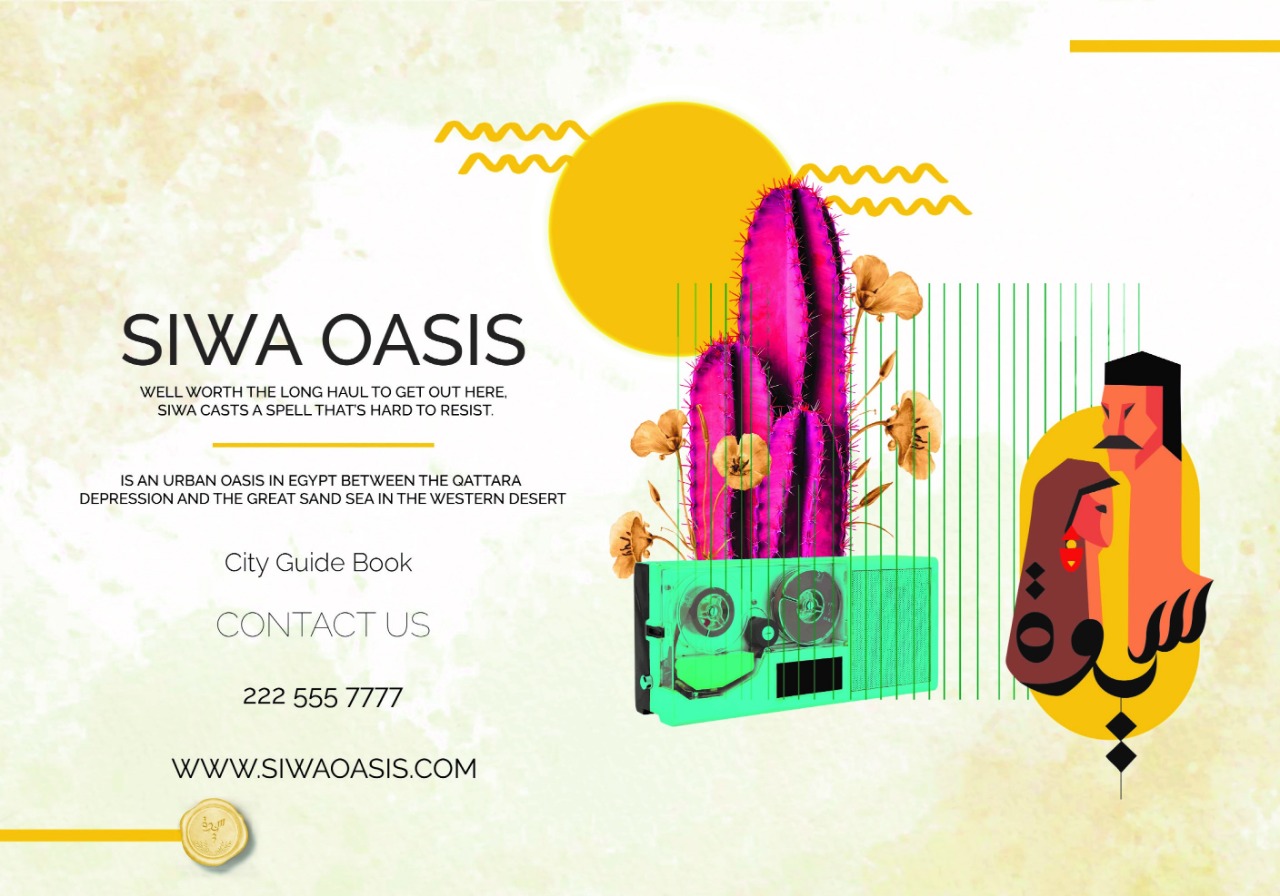 SIWA OASIS
WELL WORTH THE LONG HAUL TO GET OUT HERE,
SIWA CASTS A SPELL THAT'S HARD TO RESIST.
IS AN URBAN OASIS IN EGYPT BETWEEN THE QATTARA
DEPRESSION AND THE GREAT SAND SEA IN THE WESTERN DESERT
City Guide Book
CONTACT US
222 555 7777
WWW.SIWAOASIS.COM
سيوة